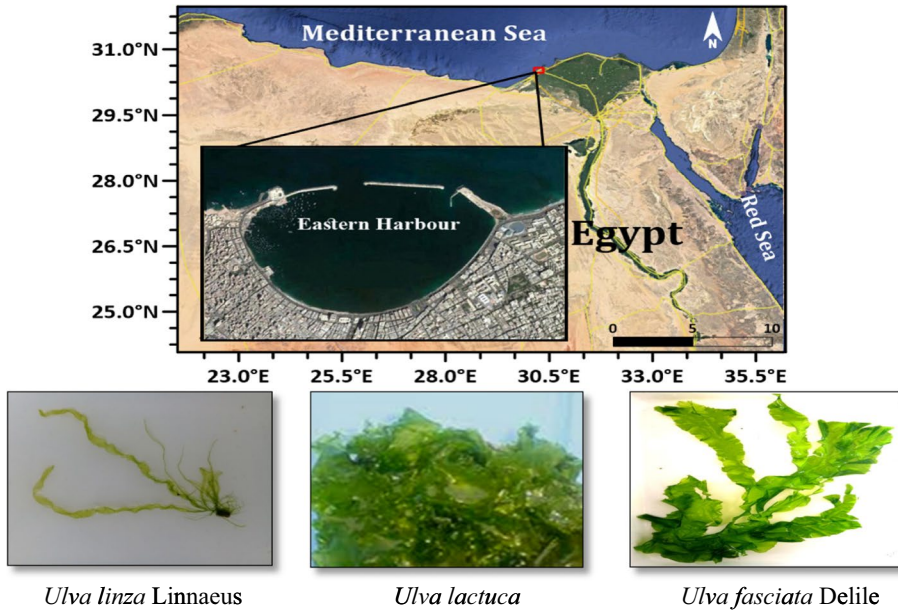 Mediterranean Sea
N
31.0°N
29.5°N
28.0°N
26.5°N
25.0°N
Eastern Harbour
Egypt
Red Sea
0 5 10
23.0°E 25.5°E 28.0°E 30.5°E 33.0°E 35.5°E
Ulva linza Linnaeus
Ulva lactuca
Ulva fasciata Delile